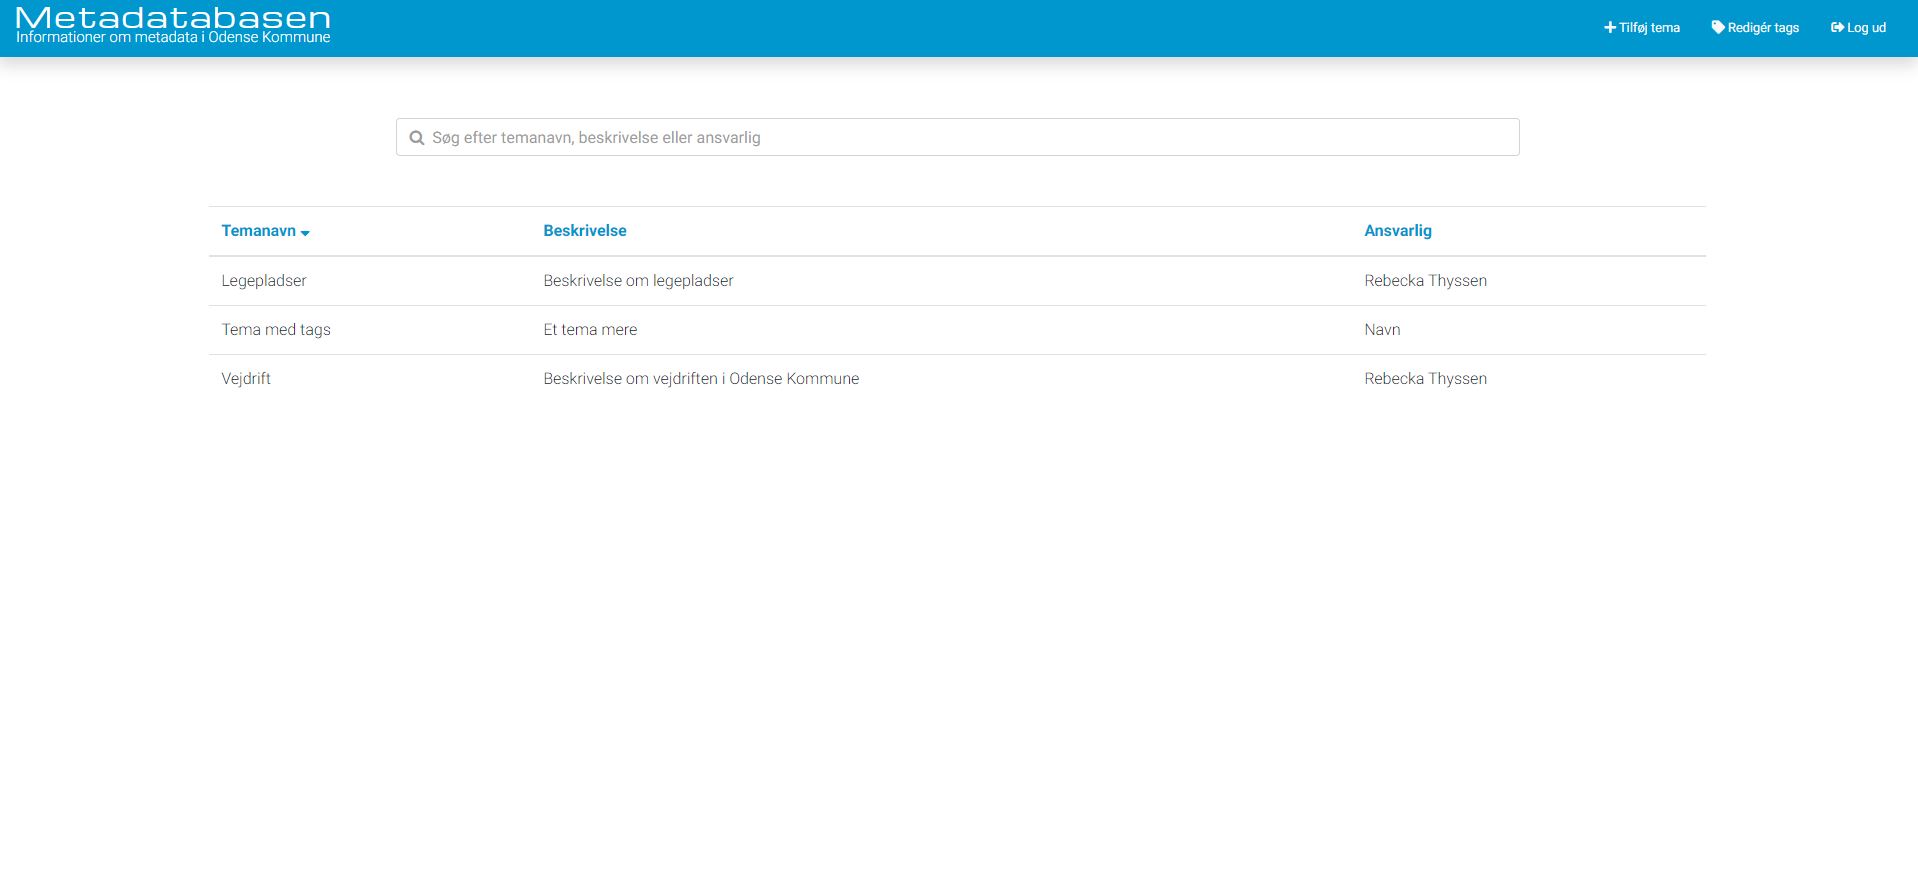 Metadatabasen
Informationer om metadata i Odense Kommune
Tilføj tema
Redigér tags
Log ud
Søg efter temanavn, beskrivelse eller ansvarlig
Temanavn Beskrivelse Ansvarlig
Legepladser Beskrivelse om legepladser Rebecka Thyssen
Tema med tags Et tema mere Navn
Vejdrift Beskrivelse om vejdriften i Odense Kommune Rebecka Thyssen